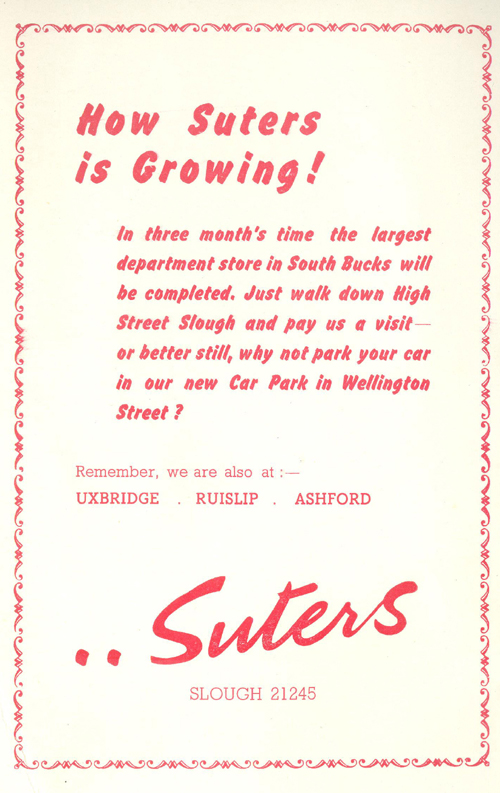 How Suters
is Growing!
In three month's time the largest
department store in South Bucks will
be completed. Just walk down High
Street Slough and pay us a visit—
or better still, why not park your car
in our new Car Park in Wellington
Street ?
Remember, we are also at :—
UXBRIDGE . RUISLIP . ASHFORD
.. Suters
SLOUGH 21245